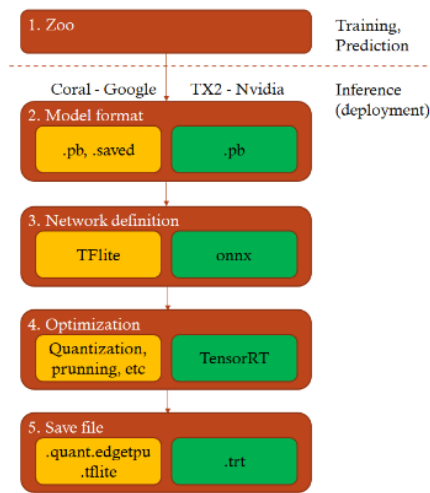 1. Zoo
Training,
Prediction
Coral - Google
TX2 - Nvidia
Inference
(deployment)
2. Model format
.pb, .saved
.pb
3. Network definition
TFlite
onnx
4. Optimization
Quantization,
prunning, etc
TensorRT
5. Save file
.quant.edgetpu
.tflite
.trt